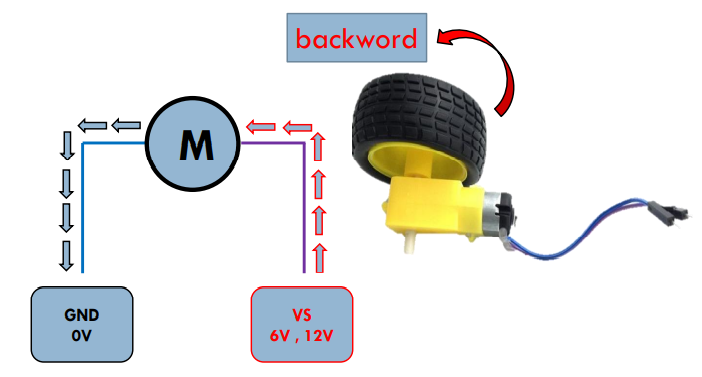 backword
M
GND
0V
VS
6V , 12V